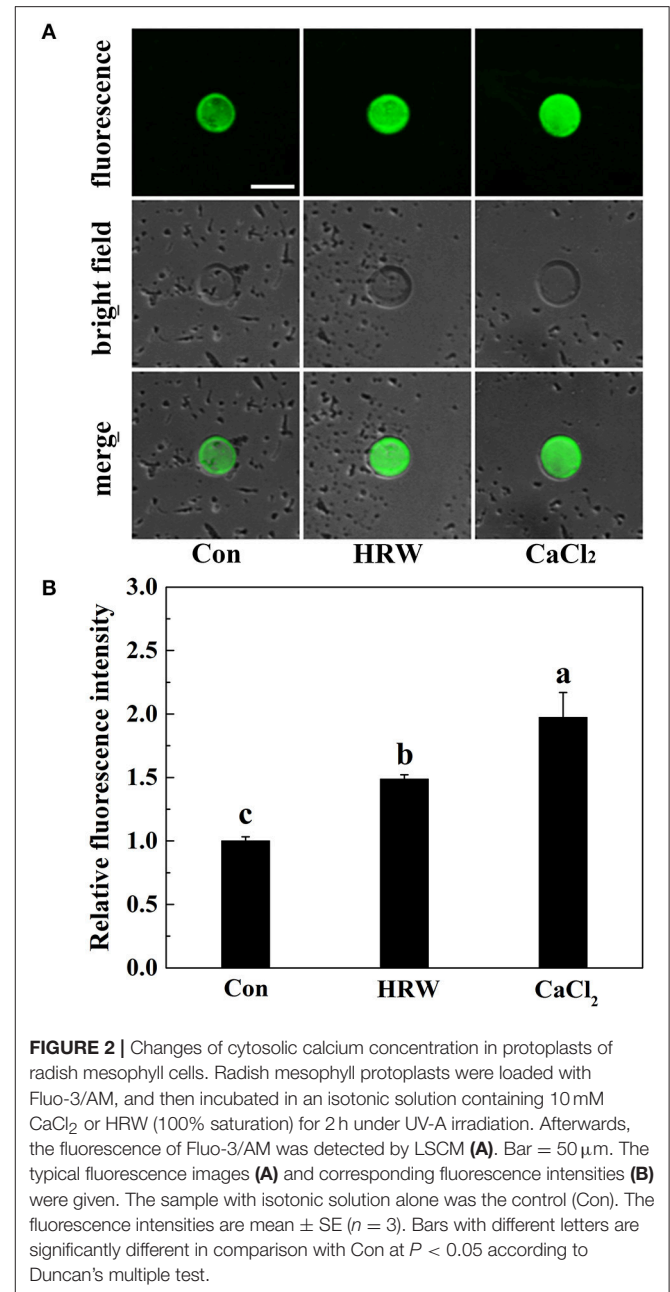 A
fluorescence
bright field
merge
Con HRW CaCl2
B
Relative fluorescence intensity
3.0
2.5
2.0
1.5
1.0
0.5
0.0
c
b
a
Con HRW CaCl₂
FIGURE 2 | Changes of cytosolic calcium concentration in protoplasts of
radish mesophyll cells. Radish mesophyll protoplasts were loaded with
Fluo-3/AM, and then incubated in an isotonic solution containing 10 mM
CaCl₂ or HRW (100% saturation) for 2 h under UV-A irradiation. Afterwards,
the fluorescence of Fluo-3/AM was detected by LSCM (A). Bar = 50 μm. The
typical fluorescence images (A) and corresponding fluorescence intensities (B)
were given. The sample with isotonic solution alone was the control (Con). The
fluorescence intensities are mean ± SE (n = 3). Bars with different letters are
significantly different in comparison with Con at P < 0.05 according to
Duncan's multiple test.